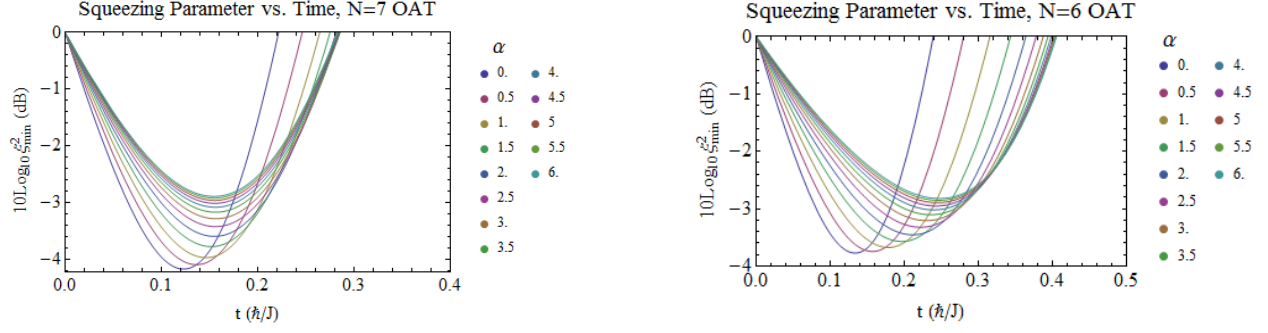 Squeezing Parameter vs. Time, N=7 OAT
10Log10 ξ²min (dB)
0
−1
−2
−3
−4
0.0 0.1 0.2 0.3 0.4
t (ℏ/J)
α
0. 4.
0.5 4.5
1. 5
1.5 5.5
2. 6.
2.5
3.
3.5
Squeezing Parameter vs. Time, N=6 OAT
10Log10 ξ²min (dB)
0
−1
−2
−3
−4
0.0 0.1 0.2 0.3 0.4 0.5
t (ℏ/J)
α
0. 4.
0.5 4.5
1. 5
1.5 5.5
2. 6.
2.5
3.
3.5